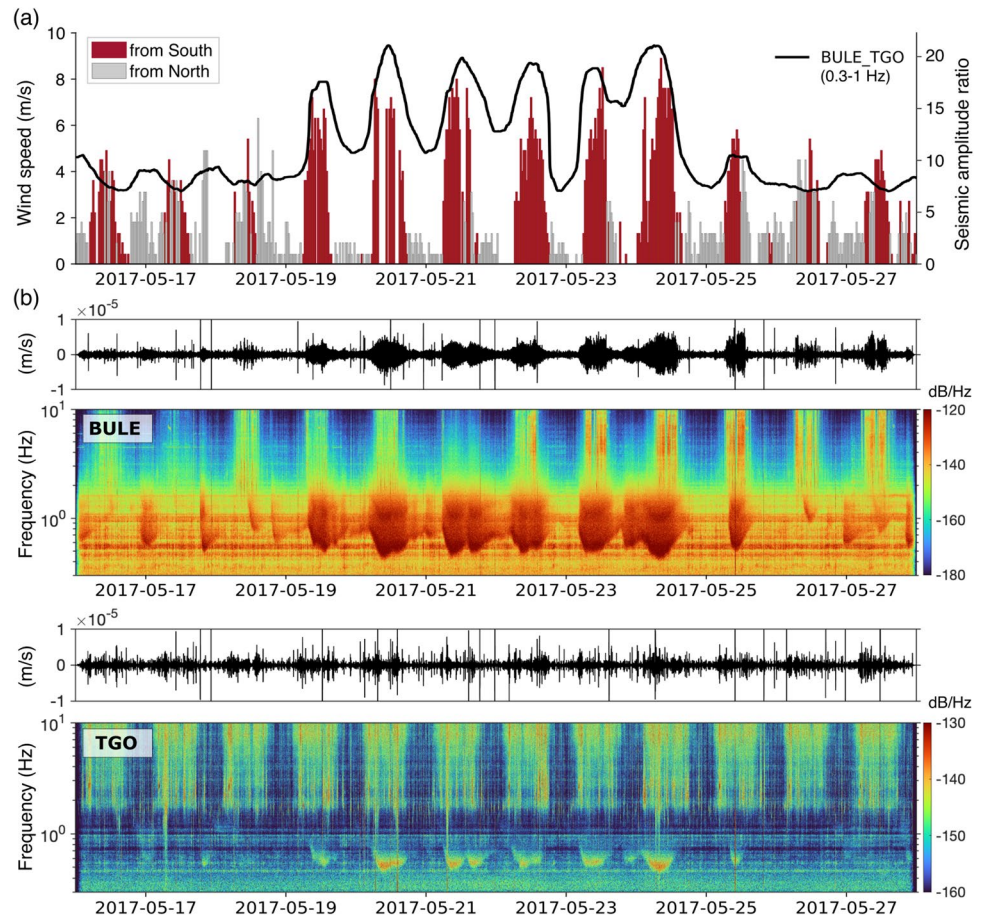 (a)
10
8
6
4
2
0
Wind speed (m/s)
from South
from North
BULE_TGO
(0.3-1 Hz)
20
15
10
5
0
Seismic amplitude ratio
2017-05-17 2017-05-19 2017-05-21 2017-05-23 2017-05-25 2017-05-27
(b)
×10⁻⁵
1
0
-1
(m/s)
dB/Hz
BULE
10¹
10⁰
Frequency (Hz)
-120
-140
-160
-180
2017-05-17 2017-05-19 2017-05-21 2017-05-23 2017-05-25 2017-05-27
×10⁻⁵
1
0
-1
(m/s)
dB/Hz
TGO
10¹
10⁰
Frequency (Hz)
-130
-140
-150
-160
2017-05-17 2017-05-19 2017-05-21 2017-05-23 2017-05-25 2017-05-27